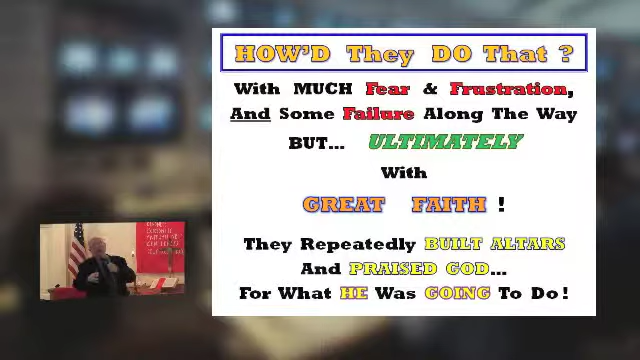 HOW'D They DO That ?
With MUCH Fear & Frustration,
And Some Failure Along The Way
BUT... ULTIMATELY
With
GREAT FAITH !
They Repeatedly BUILT ALTARS
And PRAISED GOD...
For What HE Was GOING To Do!